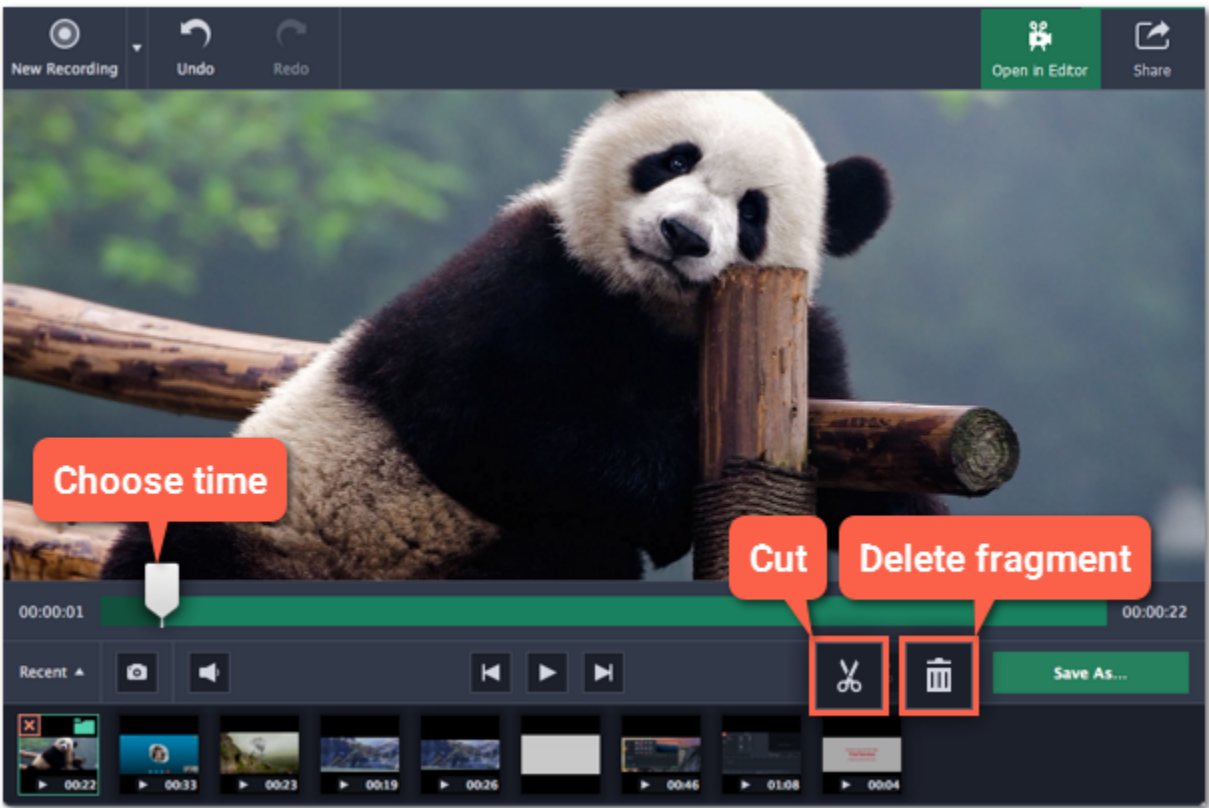 New Recording
Undo
Redo
Open in Editor
Share
Choose time
Cut
Delete fragment
00:00:01
00:00:22
Recent
Save As...
00:22
00:33
00:23
00:19
00:26
00:46
01:08
00:04